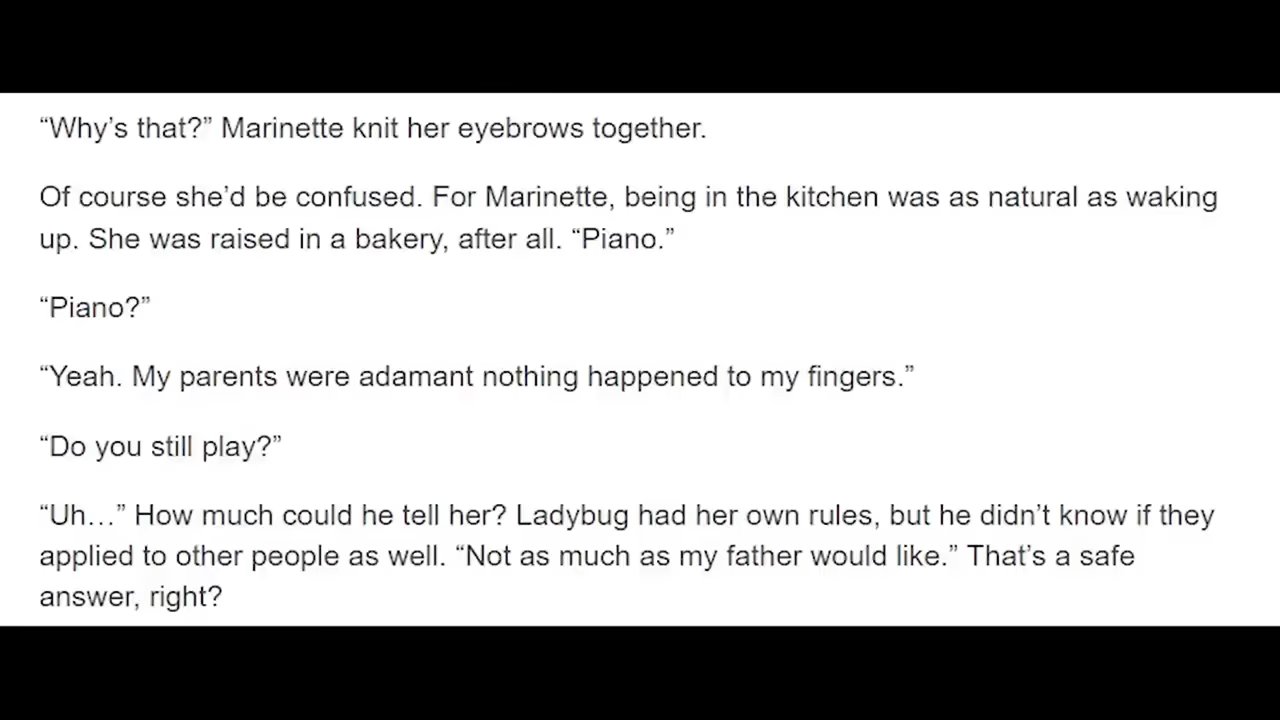 “Why’s that?” Marinette knit her eyebrows together.
Of course she’d be confused. For Marinette, being in the kitchen was as natural as waking
up. She was raised in a bakery, after all. “Piano.”
“Piano?”
“Yeah. My parents were adamant nothing happened to my fingers.”
“Do you still play?”
“Uh…” How much could he tell her? Ladybug had her own rules, but he didn’t know if they
applied to other people as well. “Not as much as my father would like.” That’s a safe
answer, right?